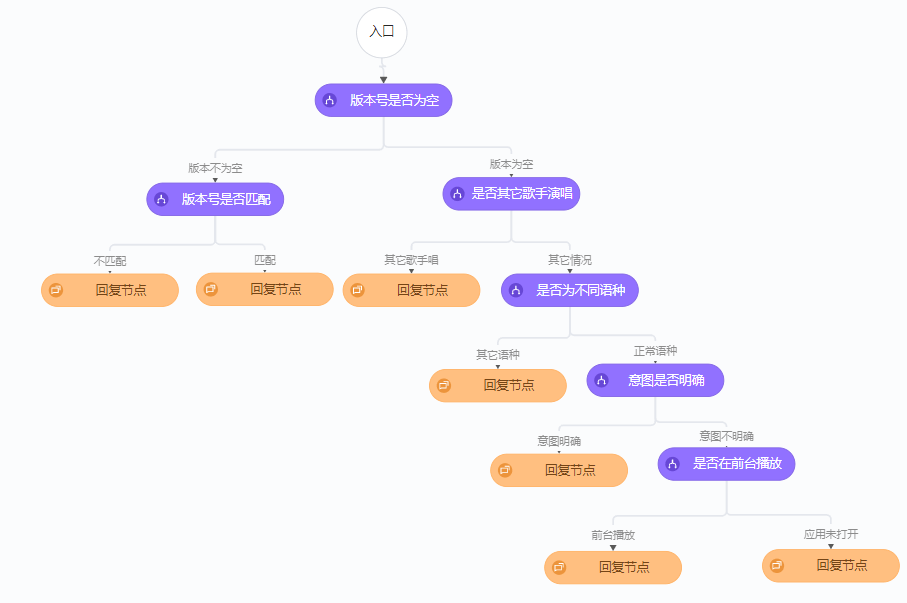 入口
版本号是否为空
版本不为空
版本为空
版本号是否匹配
是否其它歌手演唱
不匹配
匹配
其它歌手唱
其它情况
回复节点
回复节点
回复节点
是否为不同语种
其它语种
正常语种
回复节点
意图是否明确
意图明确
意图不明确
回复节点
是否在前台播放
前台播放
应用未打开
回复节点
回复节点